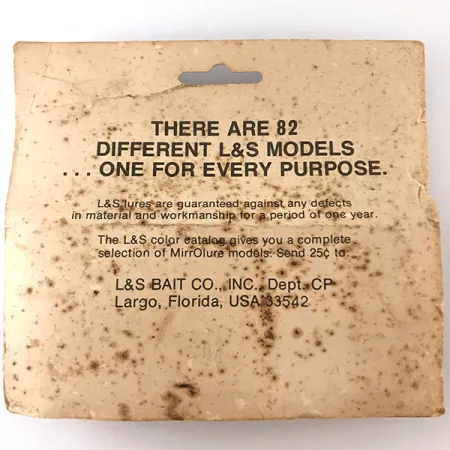 THERE ARE 82
DIFFERENT L&S MODELS
. . . ONE FOR EVERY PURPOSE.
L&S lures are guaranteed against any defects
in material and workmanship for a period of one year.
The L&S color catalog gives you a complete
selection of MirrOlure models. Send 25¢ to:
L&S BAIT CO., INC., Dept. CP
Largo, Florida, USA 33542